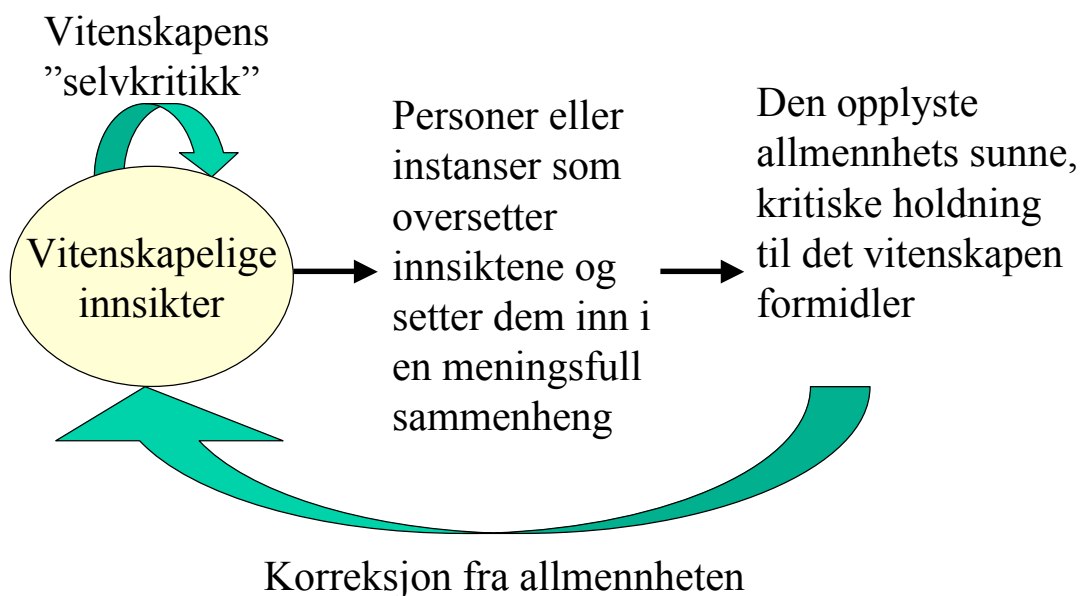 Vitenskapens
”selvkritikk”
Vitenskapelige
innsikter
Personer eller
instanser som
oversetter
innsiktene og
setter dem inn i
en meningsfull
sammenheng
Den opplyste
allmennhets sunne,
kritiske holdning
til det vitenskapen
formidler
Korreksjon fra allmennheten